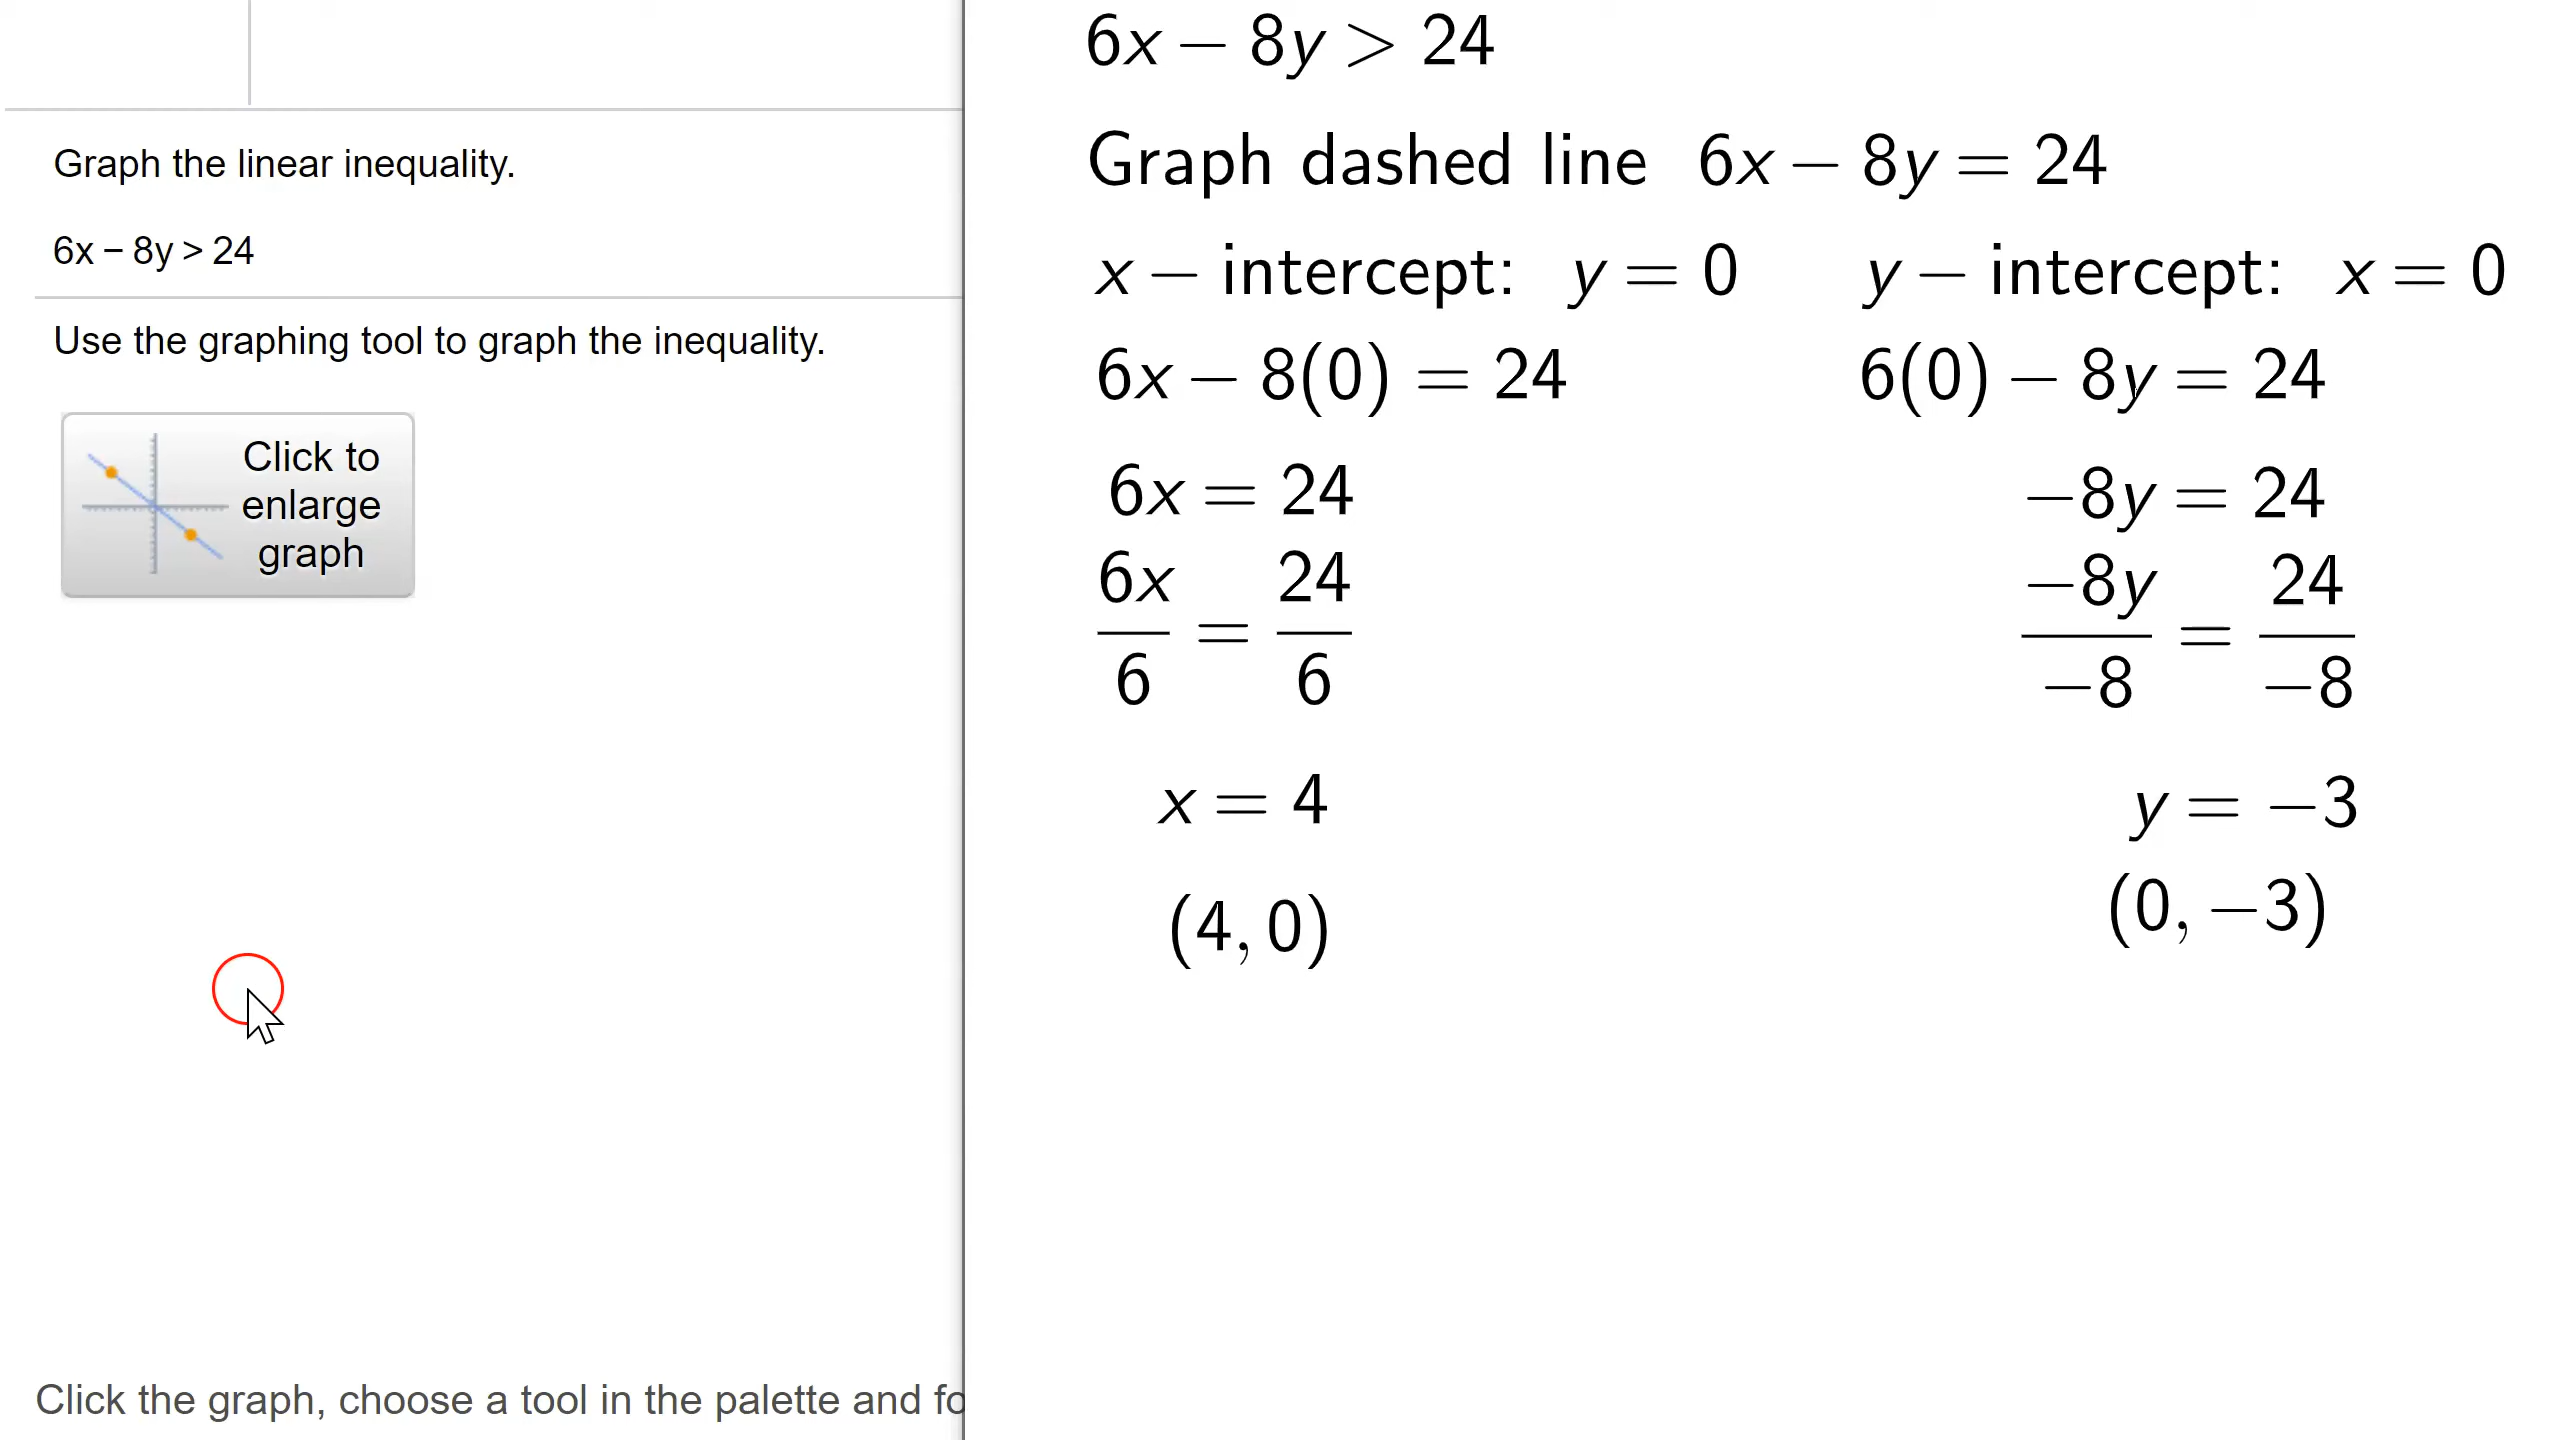 Graph the linear inequality.
6x − 8y > 24
Use the graphing tool to graph the inequality.
Click to
enlarge
graph
Click the graph, choose a tool in the palette and fo
6x − 8y > 24
Graph dashed line 6x − 8y = 24
x − intercept: y = 0
6x − 8(0) = 24
6x = 24
6x/6 = 24/6
x = 4
(4, 0)
y − intercept: x = 0
6(0) − 8y = 24
−8y = 24
−8y/−8 = 24/−8
y = −3
(0, −3)